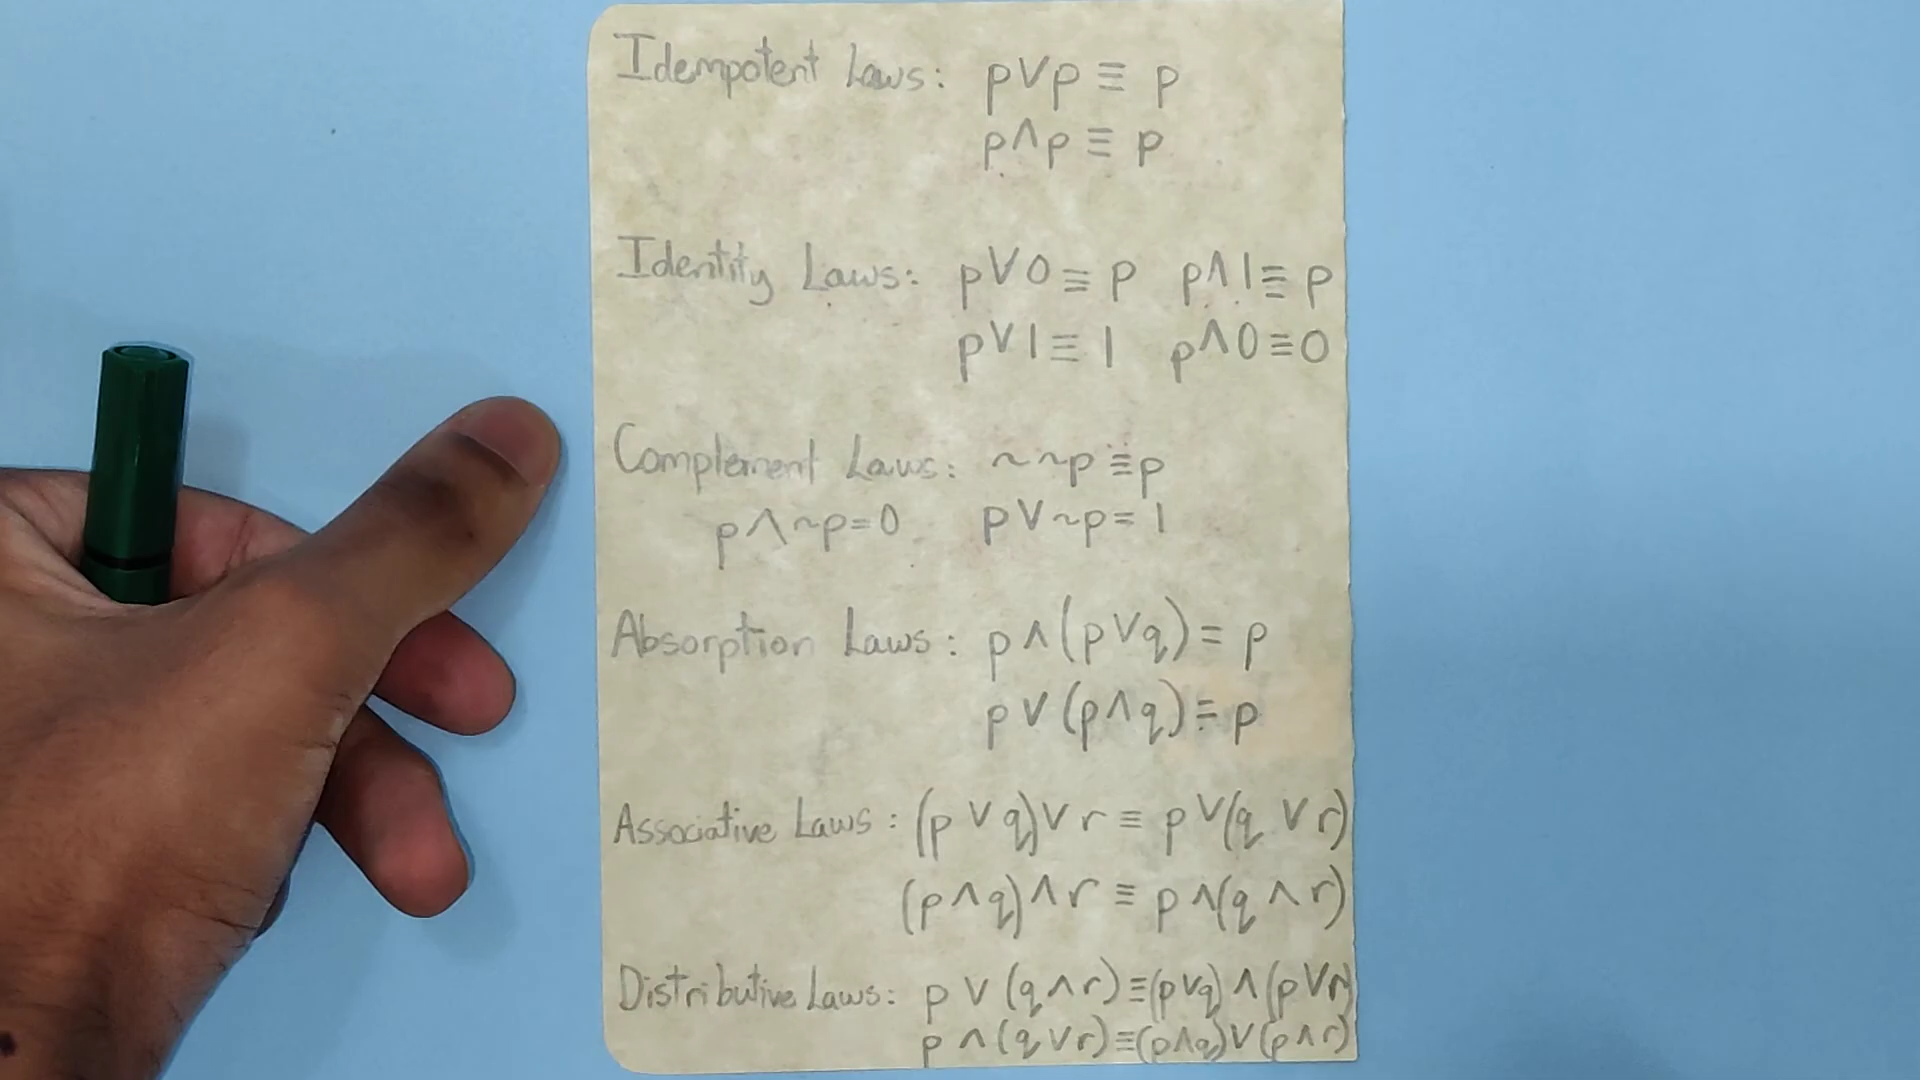 Idempotent Laws: p∨p ≡ p
p∧p ≡ p
Identity Laws: p∨0 ≡ p p∧1 ≡ p
p∨1 ≡ 1 p∧0 ≡ 0
Complement Laws: ~~p ≡ p
p∧~p=0 p∨~p=1
Absorption Laws: p∧(p∨q) ≡ p
p∨(p∧q) ≡ p
Associative Laws: (p∨q)∨r ≡ p∨(q∨r)
(p∧q)∧r ≡ p∧(q∧r)
Distributive Laws: p∨(q∧r)≡(p∨q)∧(p∨r)
p∧(q∨r)≡(p∧q)∨(p∧r)